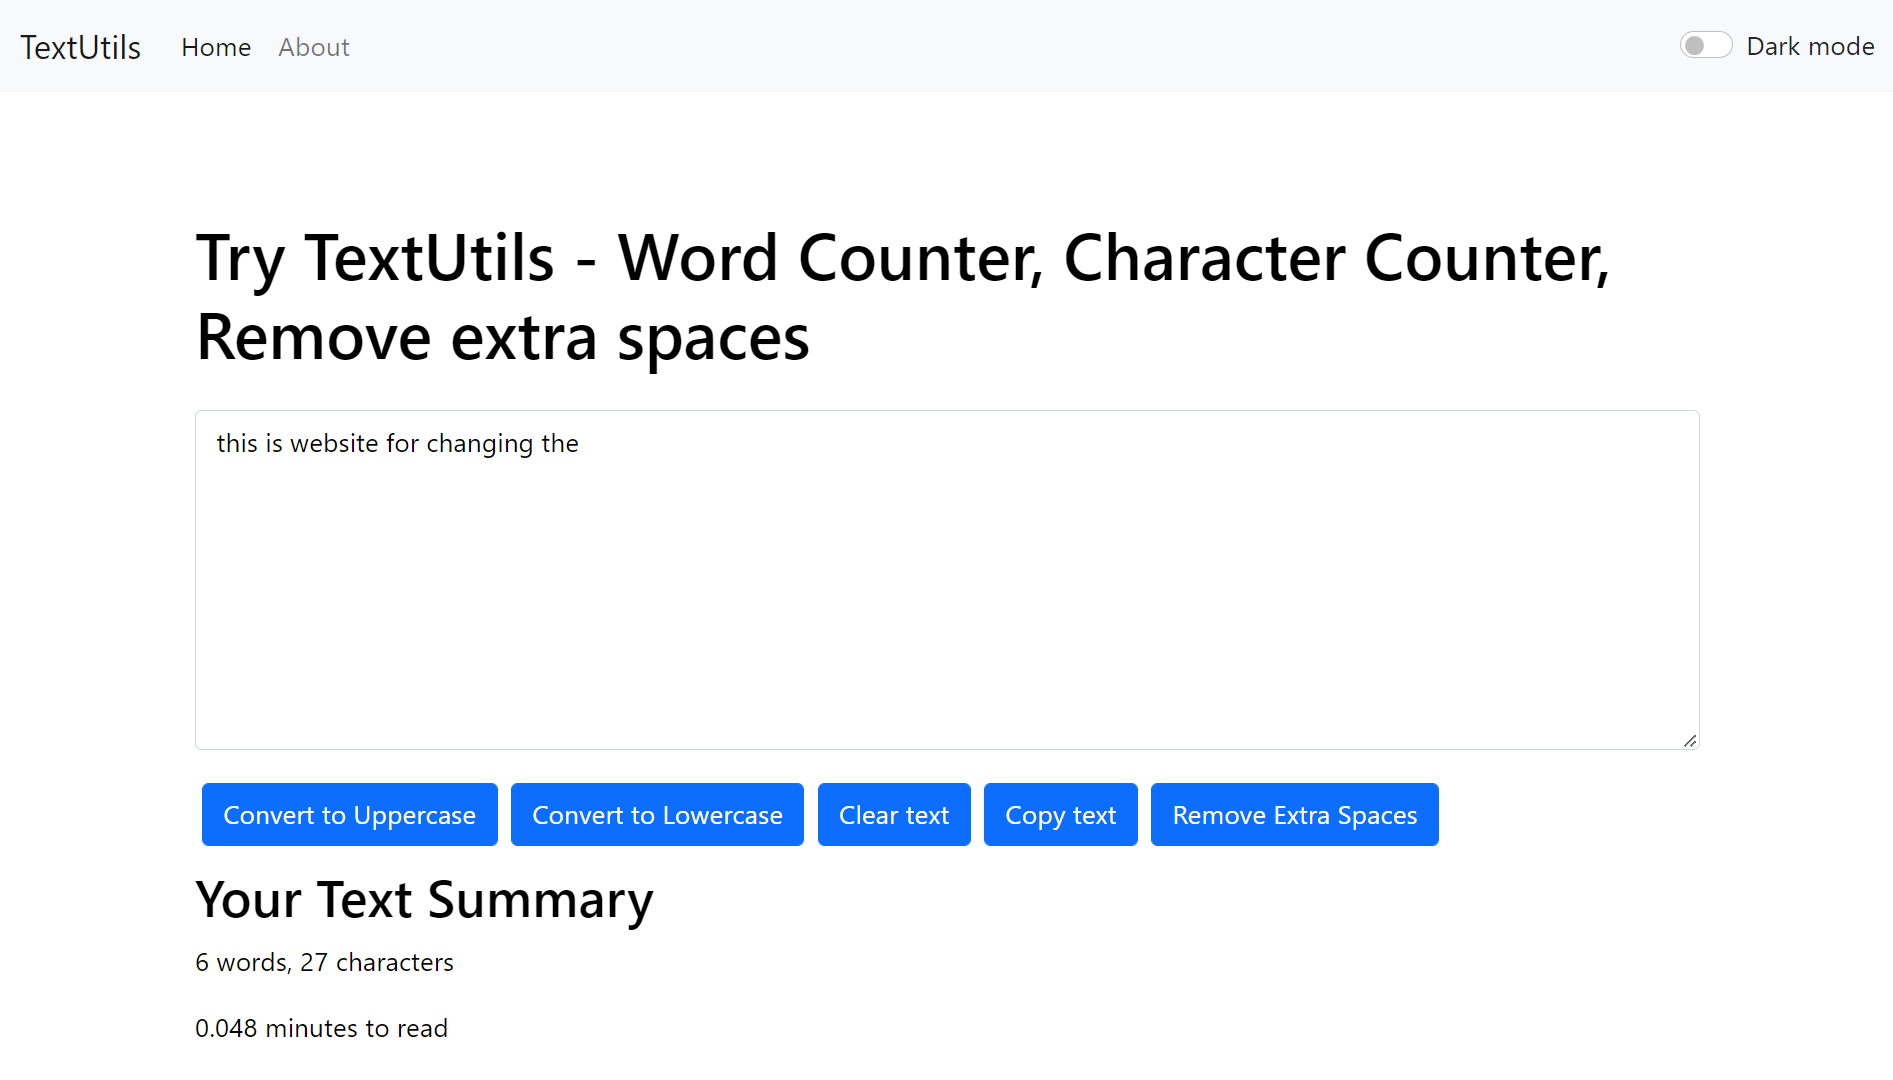 TextUtils Home About Dark mode
Try TextUtils - Word Counter, Character Counter,
Remove extra spaces
this is website for changing the
Convert to Uppercase Convert to Lowercase Clear text Copy text Remove Extra Spaces
Your Text Summary
6 words, 27 characters
0.048 minutes to read